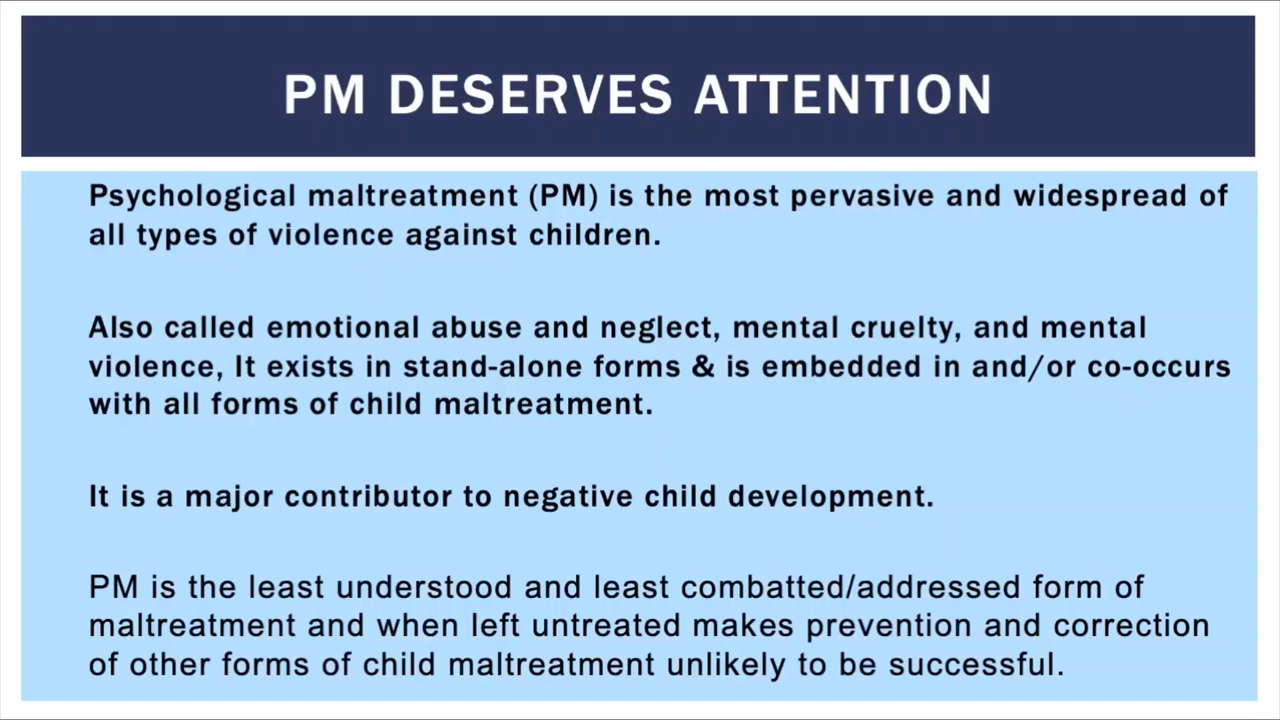 PM DESERVES ATTENTION
Psychological maltreatment (PM) is the most pervasive and widespread of
all types of violence against children.
Also called emotional abuse and neglect, mental cruelty, and mental
violence, It exists in stand-alone forms & is embedded in and/or co-occurs
with all forms of child maltreatment.
It is a major contributor to negative child development.
PM is the least understood and least combatted/addressed form of
maltreatment and when left untreated makes prevention and correction
of other forms of child maltreatment unlikely to be successful.